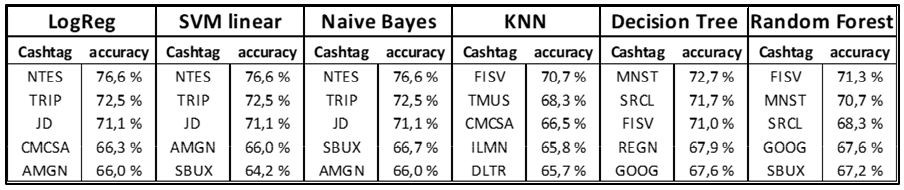 LogReg SVM linear Naive Bayes KNN Decision Tree Random Forest
Cashtag accuracy Cashtag accuracy Cashtag accuracy Cashtag accuracy Cashtag accuracy Cashtag accuracy
NTES 76,6 % NTES 76,6 % NTES 76,6 % FISV 70,7 % MNST 72,7 % FISV 71,3 %
TRIP 72,5 % TRIP 72,5 % TRIP 72,5 % TMUS 68,3 % SRCL 71,7 % MNST 70,7 %
JD 71,1 % JD 71,1 % JD 71,1 % CMCSA 66,5 % FISV 71,0 % SRCL 68,3 %
CMCSA 66,3 % AMGN 66,0 % SBUX 66,7 % ILMN 65,8 % REGN 67,9 % GOOG 67,6 %
AMGN 66,0 % SBUX 64,2 % AMGN 66,0 % DLTR 65,7 % GOOG 67,6 % SBUX 67,2 %